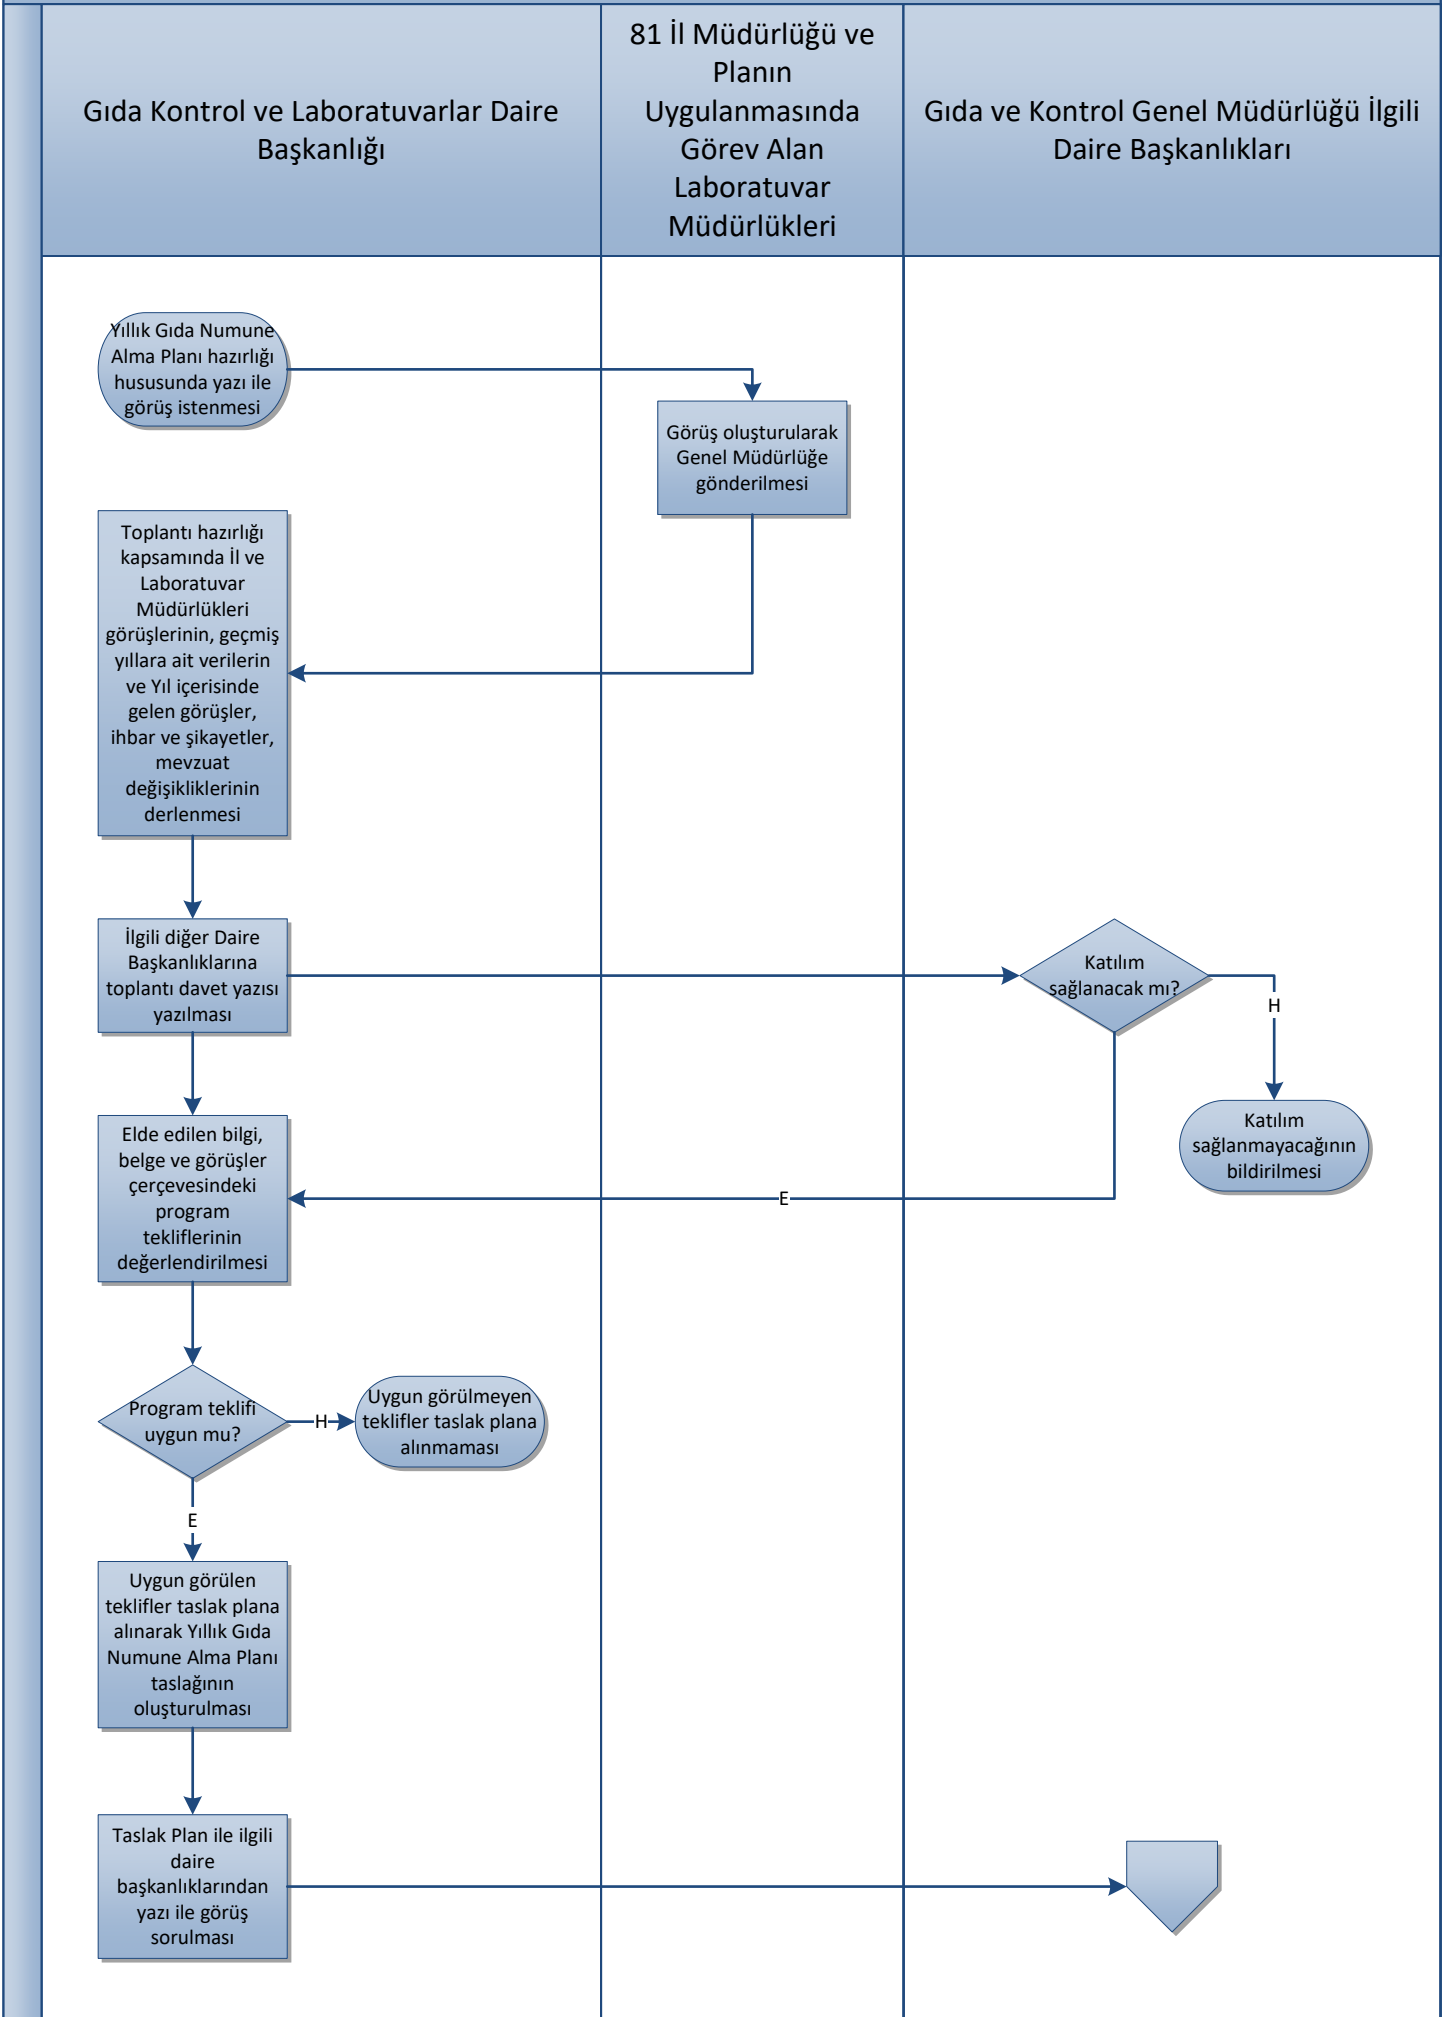 Gıda Kontrol ve Laboratuvarlar Daire
Başkanlığı
81 İl Müdürlüğü ve
Planın
Uygulanmasında
Görev Alan
Laboratuvar
Müdürlükleri
Gıda ve Kontrol Genel Müdürlüğü İlgili
Daire Başkanlıkları
Yıllık Gıda Numune
Alma Planı hazırlığı
hususunda yazı ile
görüş istenmesi
Görüş oluşturularak
Genel Müdürlüğe
gönderilmesi
Toplantı hazırlığı
kapsamında İl ve
Laboratuvar
Müdürlükleri
görüşlerinin, geçmiş
yıllara ait verilerin
ve Yıl içerisinde
gelen görüşler,
ihbar ve şikayetler,
mevzuat
değişikliklerinin
derlenmesi
İlgili diğer Daire
Başkanlıklarına
toplantı davet yazısı
yazılması
Katılım
sağlanacak mı?
H
Katılım
sağlanmayacağının
bildirilmesi
E
Elde edilen bilgi,
belge ve görüşler
çerçevesindeki
program
tekliflerinin
değerlendirilmesi
Program teklifi
uygun mu?
H
Uygun görülmeyen
teklifler taslak plana
alınmaması
E
Uygun görülen
teklifler taslak plana
alınarak Yıllık Gıda
Numune Alma Planı
taslağının
oluşturulması
Taslak Plan ile ilgili
daire
başkanlıklarından
yazı ile görüş
sorulması